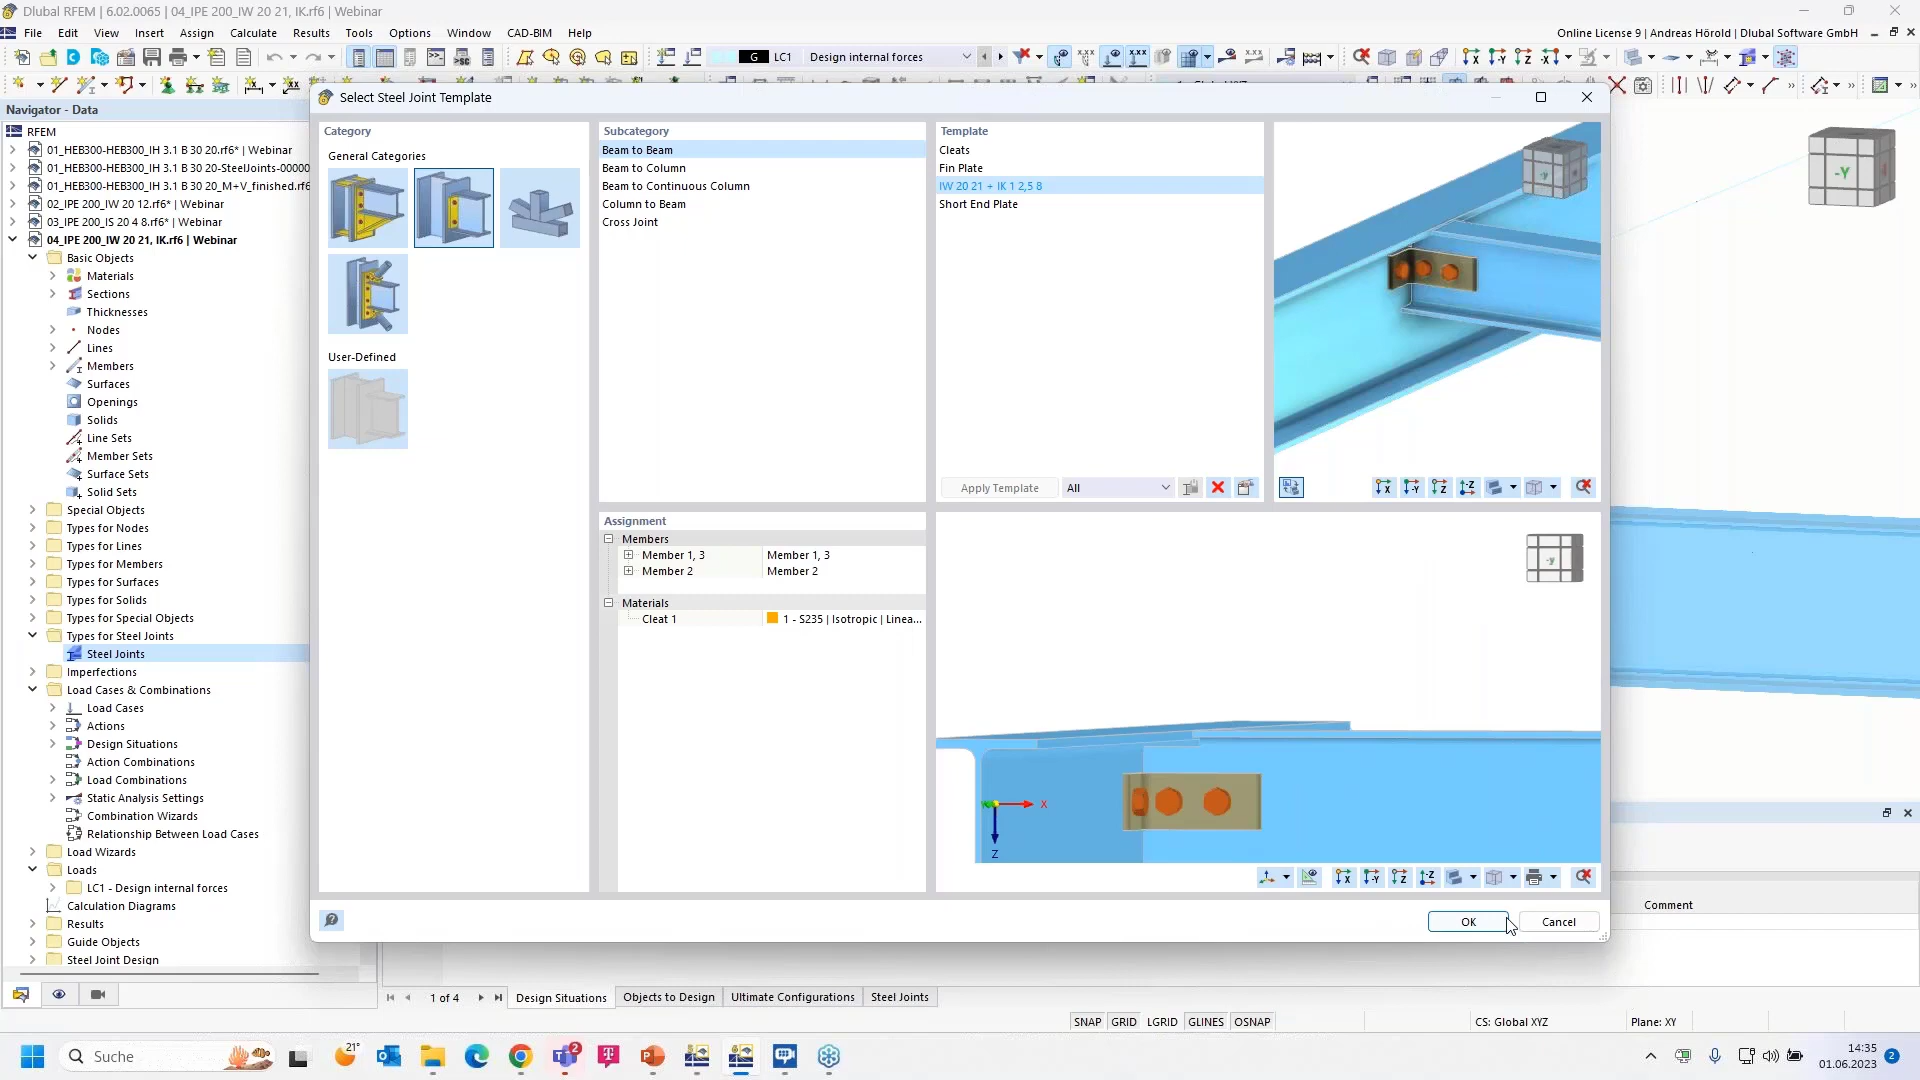 Dlubal RFEM | 6.02.0065 | 04_IPE 200_IW 20 21, IK.rf6 | Webinar
File Edit View Insert Assign Calculate Results Tools Options Window CAD-BIM Help
Online License 9 | Andreas Hörold | Dlubal Software GmbH
G LC1 Design internal forces
Navigator - Data
RFEM
01_HEB300-HEB300_IH 3.1 B 30 20.rf6* | Webinar
01_HEB300-HEB300_IH 3.1 B 30 20-SteelJoints-00000
01_HEB300-HEB300_IH 3.1 B 30 20_M+V_finished.rf6
02_IPE 200_IW 20 12.rf6* | Webinar
03_IPE 200_IS 20 4 8.rf6* | Webinar
04_IPE 200_IW 20 21, IK.rf6 | Webinar
Basic Objects
Materials
Sections
Thicknesses
Nodes
Lines
Members
Surfaces
Openings
Solids
Line Sets
Member Sets
Surface Sets
Solid Sets
Special Objects
Types for Nodes
Types for Lines
Types for Members
Types for Surfaces
Types for Solids
Types for Special Objects
Types for Steel Joints
Steel Joints
Imperfections
Load Cases & Combinations
Load Cases
Actions
Design Situations
Action Combinations
Load Combinations
Static Analysis Settings
Combination Wizards
Relationship Between Load Cases
Load Wizards
Loads
LC1 - Design internal forces
Calculation Diagrams
Results
Guide Objects
Steel Joint Design
Select Steel Joint Template
Category
General Categories
User-Defined
Subcategory
Beam to Beam
Beam to Column
Beam to Continuous Column
Column to Beam
Cross Joint
Template
Cleats
Fin Plate
IW 20 21 + IK 1 2,5 8
Short End Plate
Apply Template All
Assignment
Members
Member 1, 3 Member 1, 3
Member 2 Member 2
Materials
Cleat 1 1 - S235 | Isotropic | Linea...
-y
-y
X
Z
OK Cancel
-Y
Comment
1 of 4 Design Situations Objects to Design Ultimate Configurations Steel Joints
SNAP GRID LGRID GLINES OSNAP CS: Global XYZ Plane: XY
Suche 21° 2
14:35
01.06.2023
2